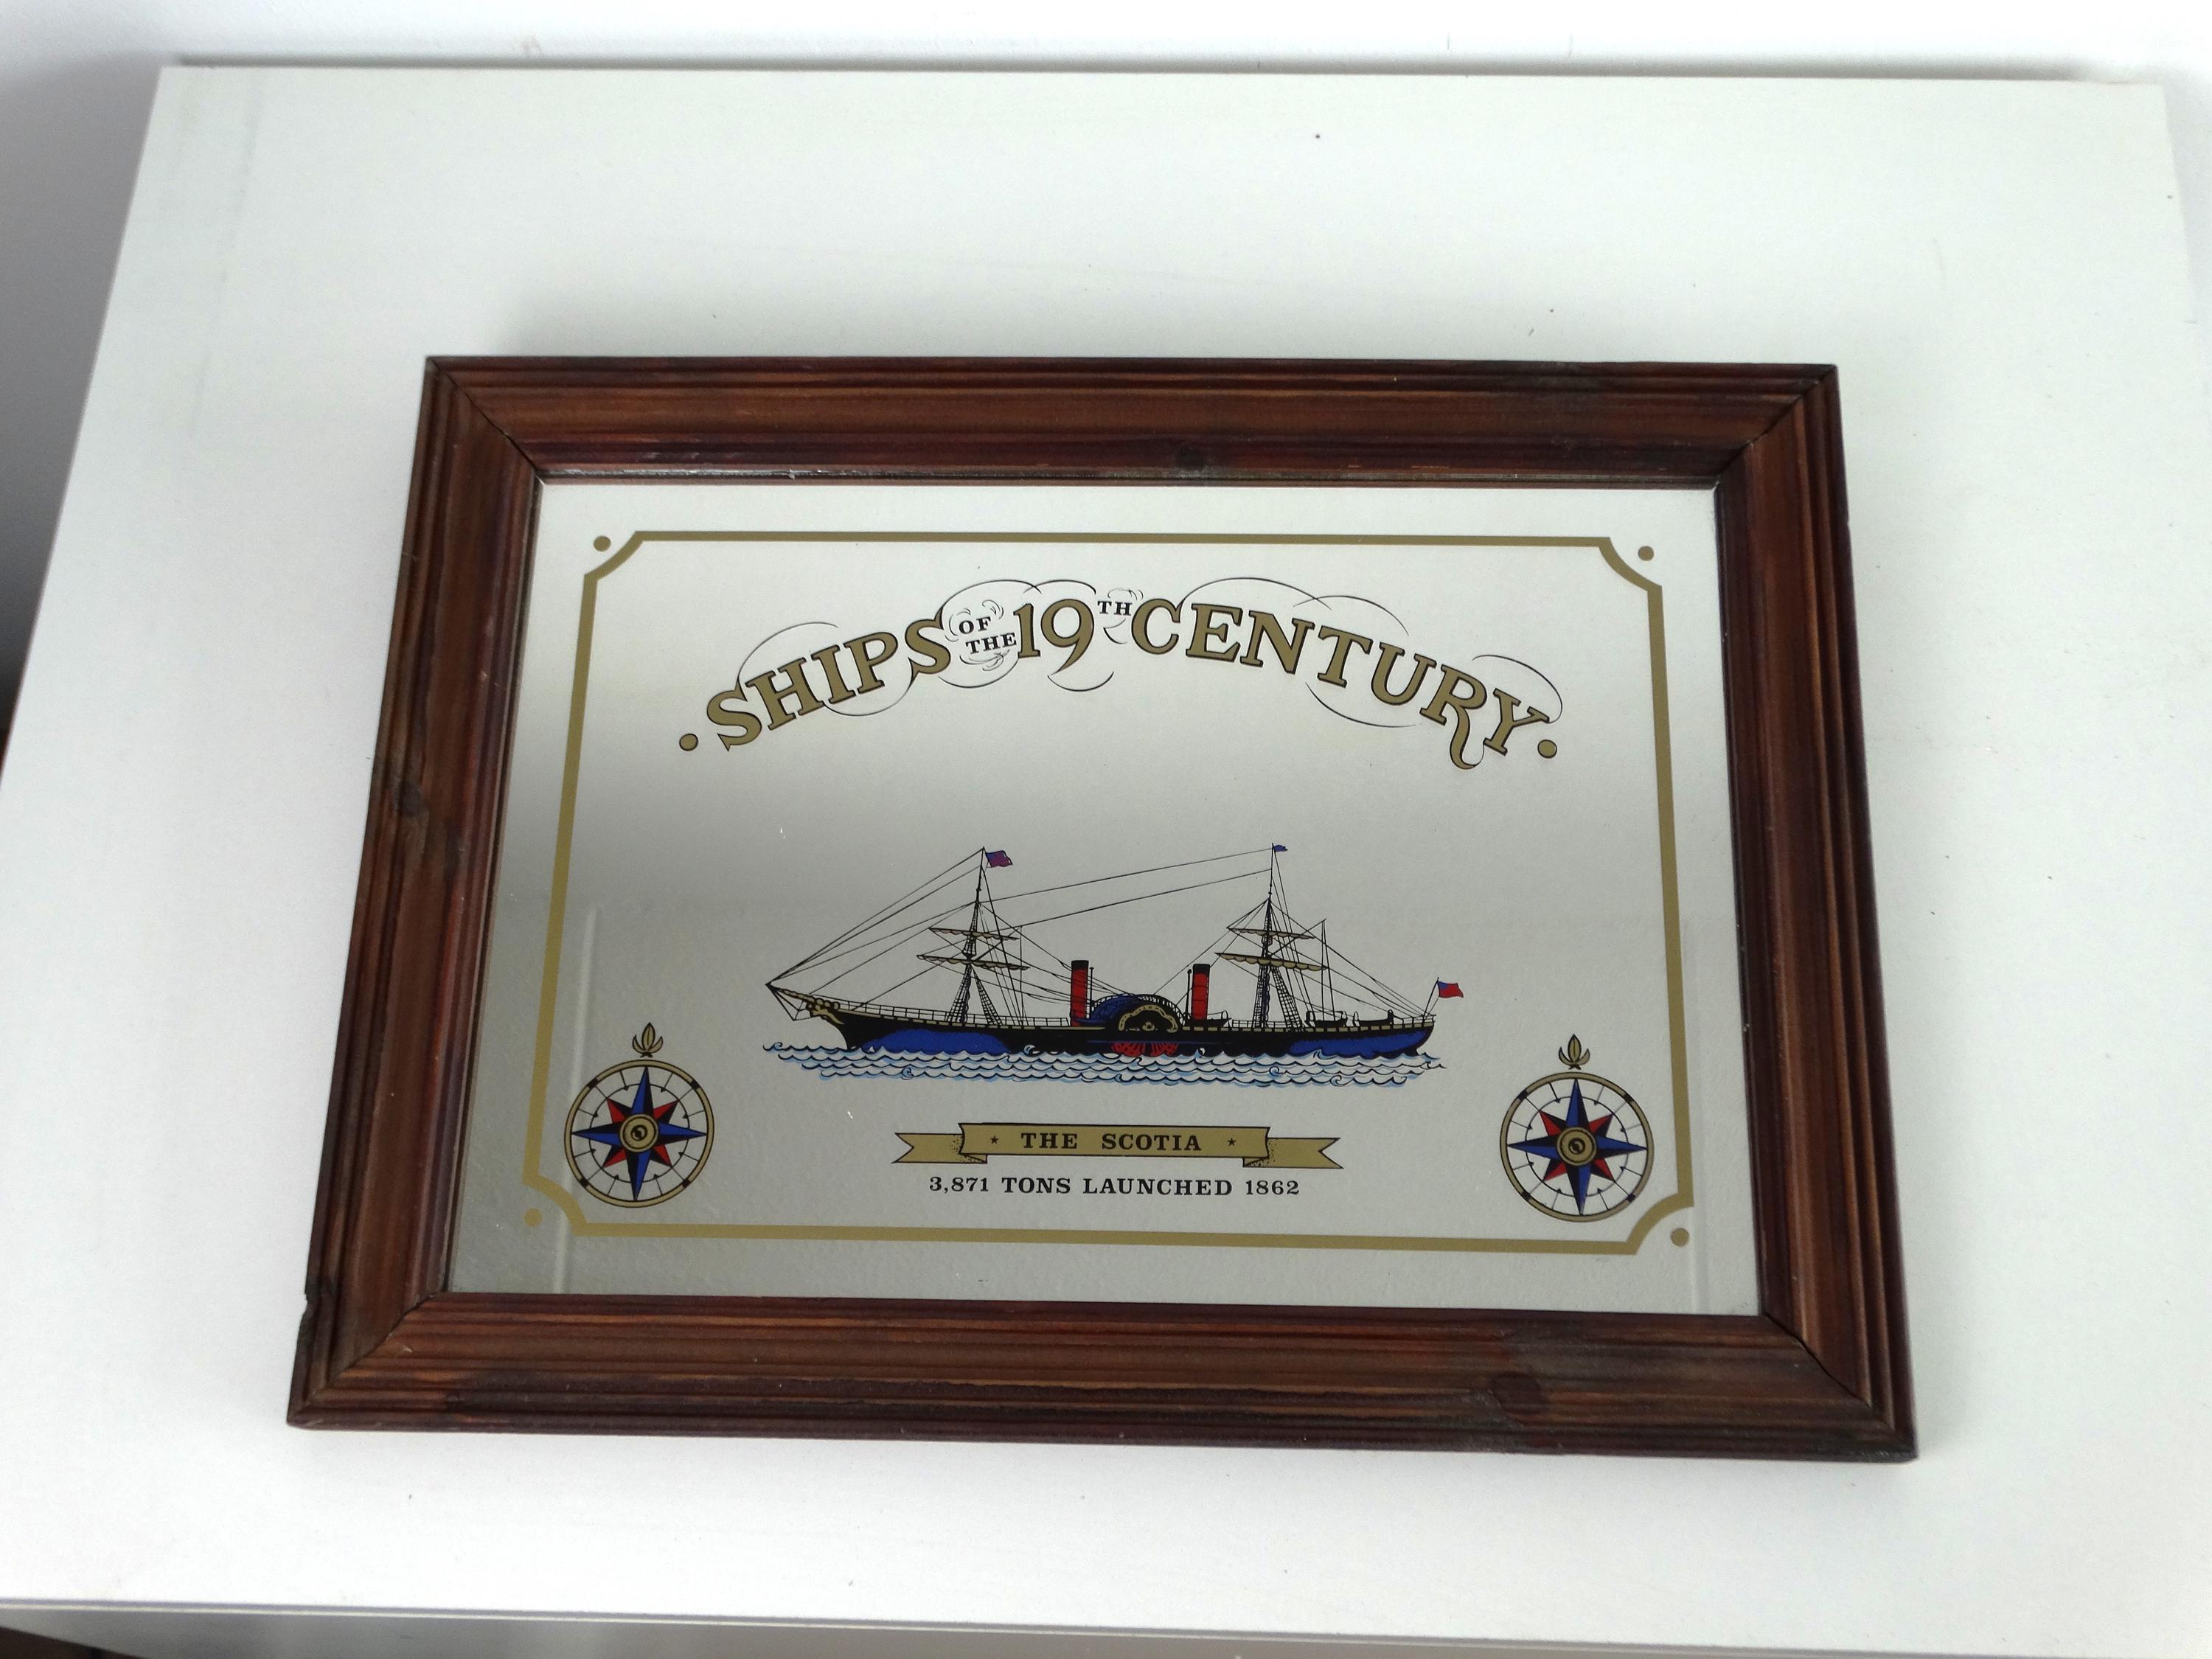 SHIPS OF THE 19TH CENTURY
THE SCOTIA
3,871 TONS LAUNCHED 1862